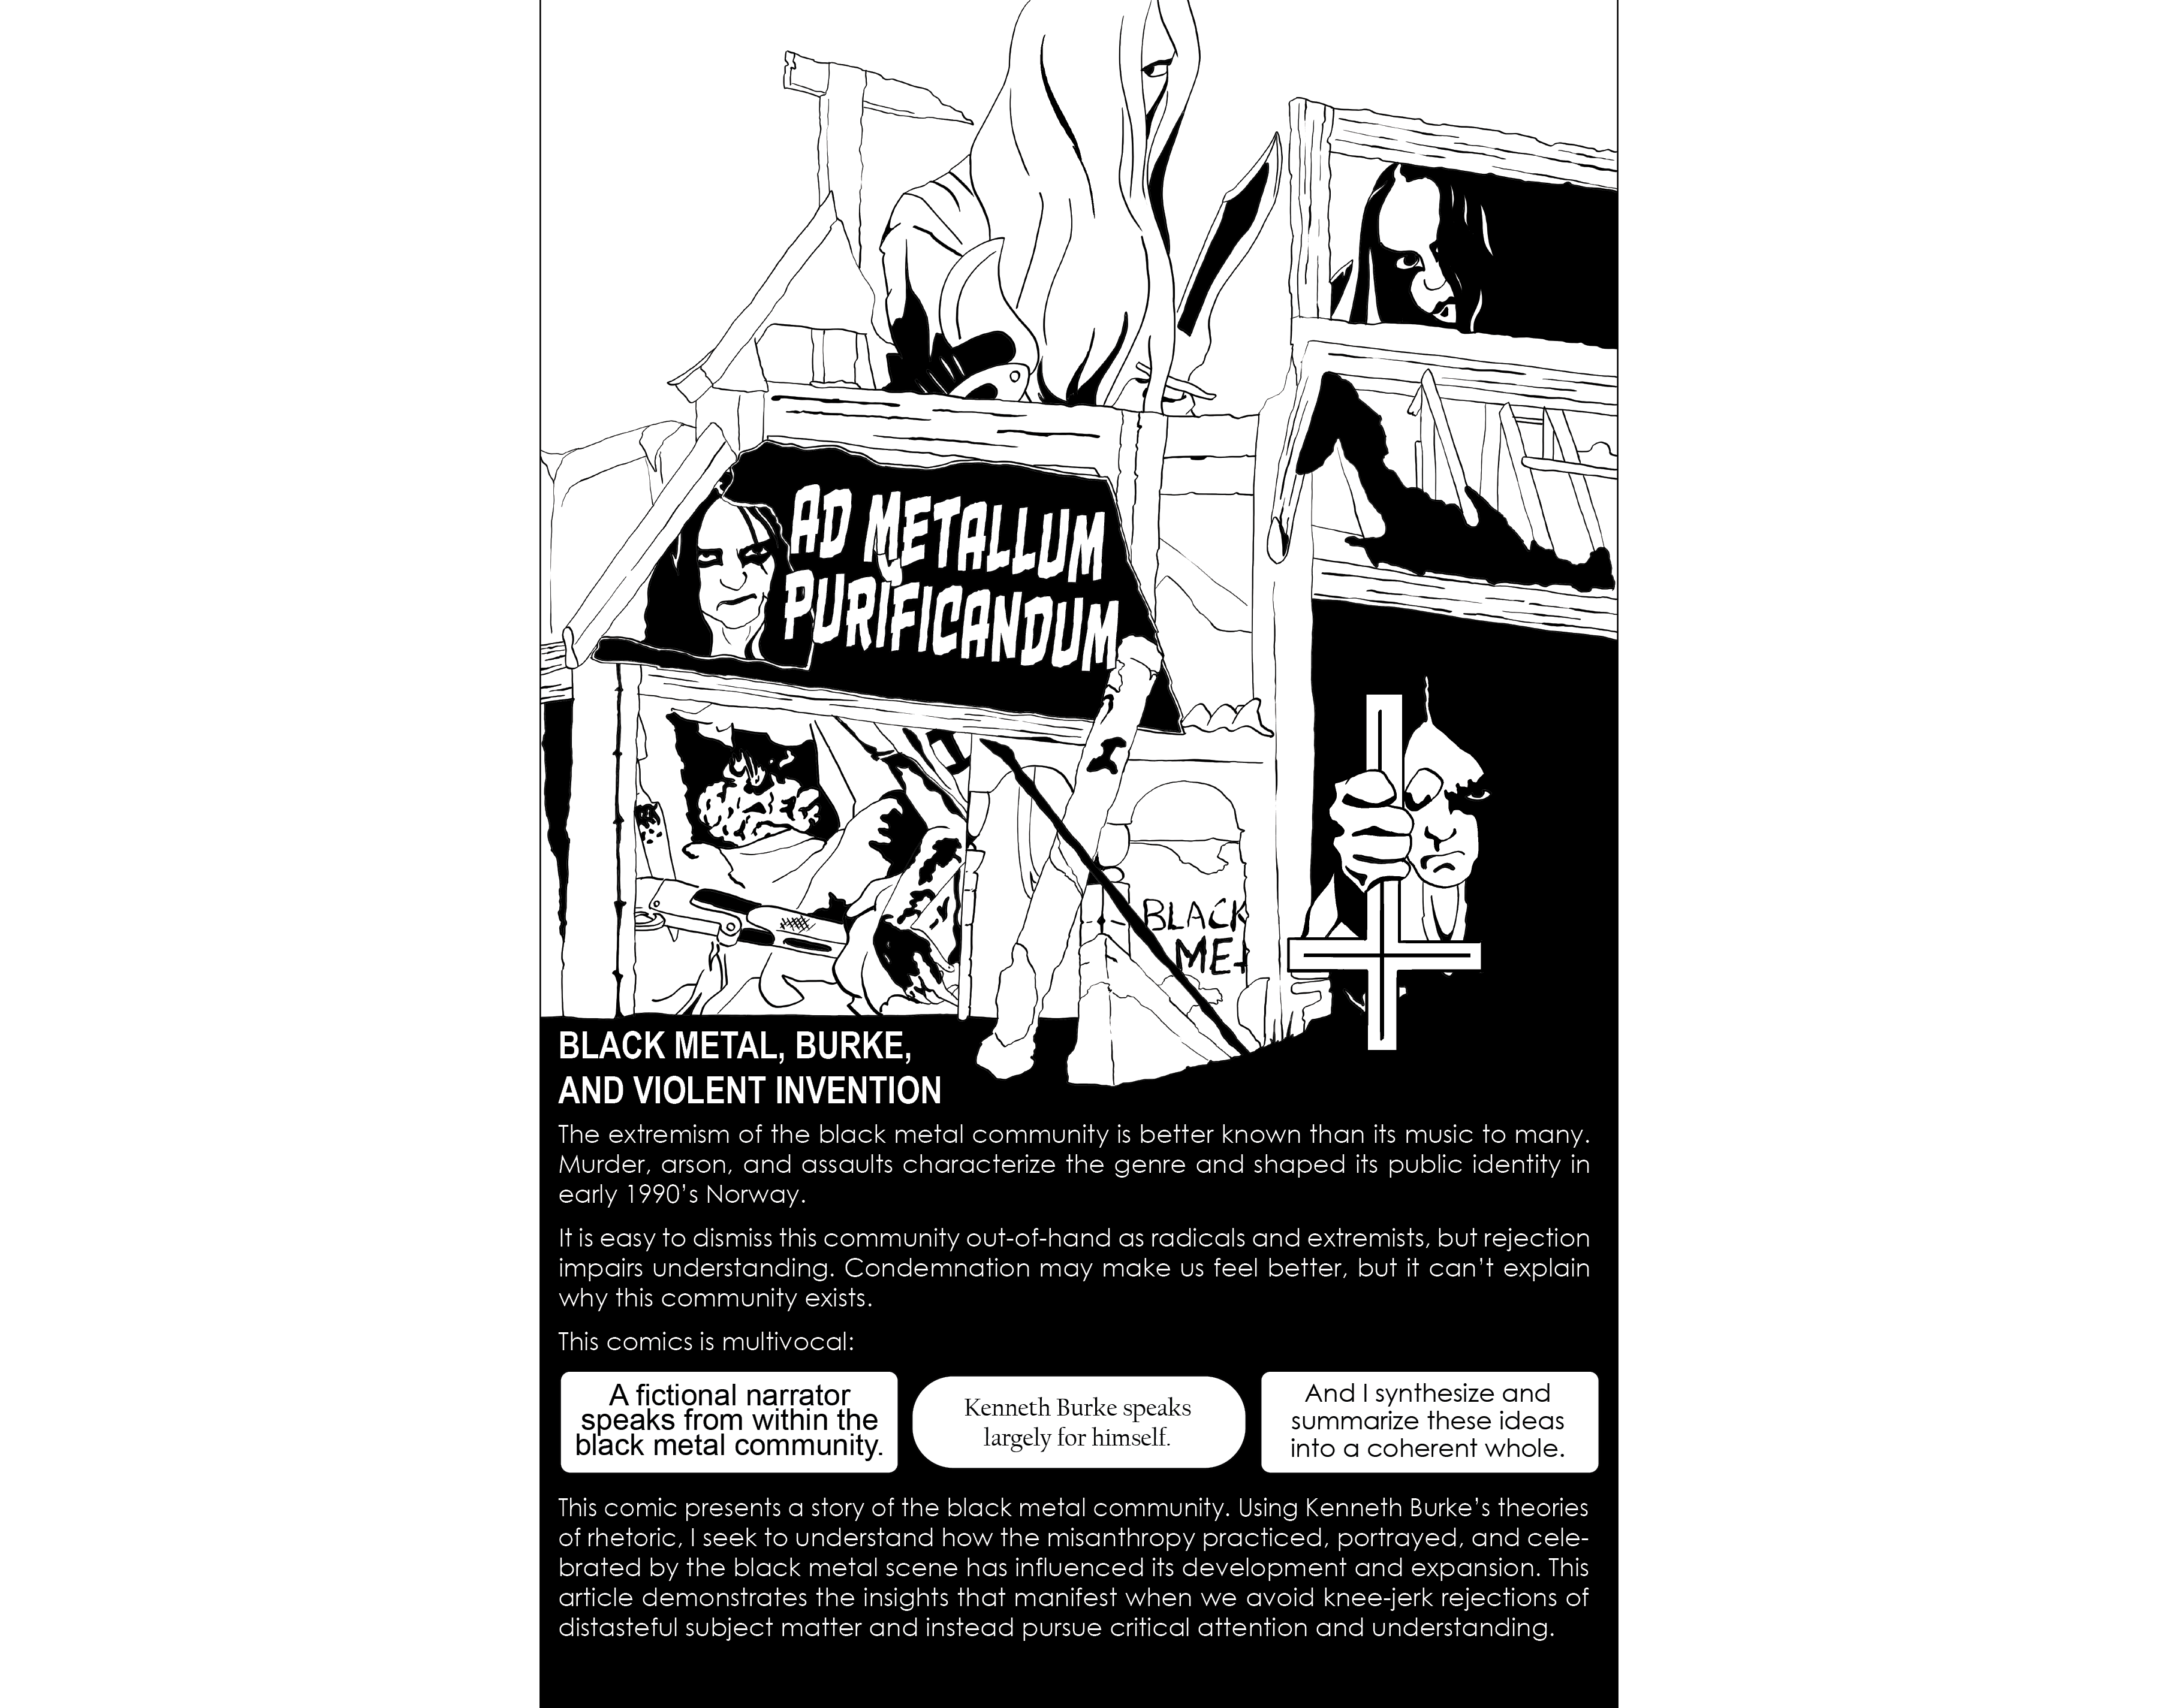 AD METALLUM
PURIFICANDUM
BLACK
MET
BLACK METAL, BURKE,
AND VIOLENT INVENTION
The extremism of the black metal community is better known than its music to many.
Murder, arson, and assaults characterize the genre and shaped its public identity in
early 1990's Norway.
It is easy to dismiss this community out-of-hand as radicals and extremists, but rejection
impairs understanding. Condemnation may make us feel better, but it can't explain
why this community exists.
This comics is multivocal:
A fictional narrator
speaks from within the
black metal community.
Kenneth Burke speaks
largely for himself.
And I synthesize and
summarize these ideas
into a coherent whole.
This comic presents a story of the black metal community. Using Kenneth Burke's theories
of rhetoric, I seek to understand how the misanthropy practiced, portrayed, and cele-
brated by the black metal scene has influenced its development and expansion. This
article demonstrates the insights that manifest when we avoid knee-jerk rejections of
distasteful subject matter and instead pursue critical attention and understanding.